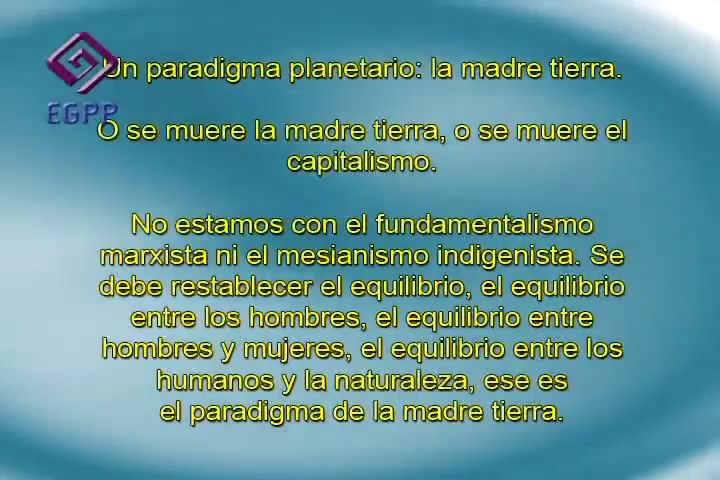 Un paradigma planetario: la madre tierra.
EGPP
O se muere la madre tierra, o se muere el
capitalismo.
No estamos con el fundamentalismo
marxista ni el mesianismo indigenista. Se
debe restablecer el equilibrio, el equilibrio
entre los hombres, el equilibrio entre
hombres y mujeres, el equilibrio entre los
humanos y la naturaleza, ese es
el paradigma de la madre tierra.